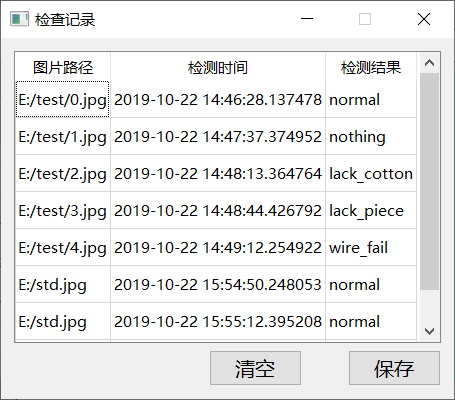 检查记录
图片路径 检测时间 检测结果
E:/test/0.jpg 2019-10-22 14:46:28.137478 normal
E:/test/1.jpg 2019-10-22 14:47:37.374952 nothing
E:/test/2.jpg 2019-10-22 14:48:13.364764 lack_cotton
E:/test/3.jpg 2019-10-22 14:48:44.426792 lack_piece
E:/test/4.jpg 2019-10-22 14:49:12.254922 wire_fail
E:/std.jpg 2019-10-22 15:54:50.248053 normal
E:/std.jpg 2019-10-22 15:55:12.395208 normal
清空 保存